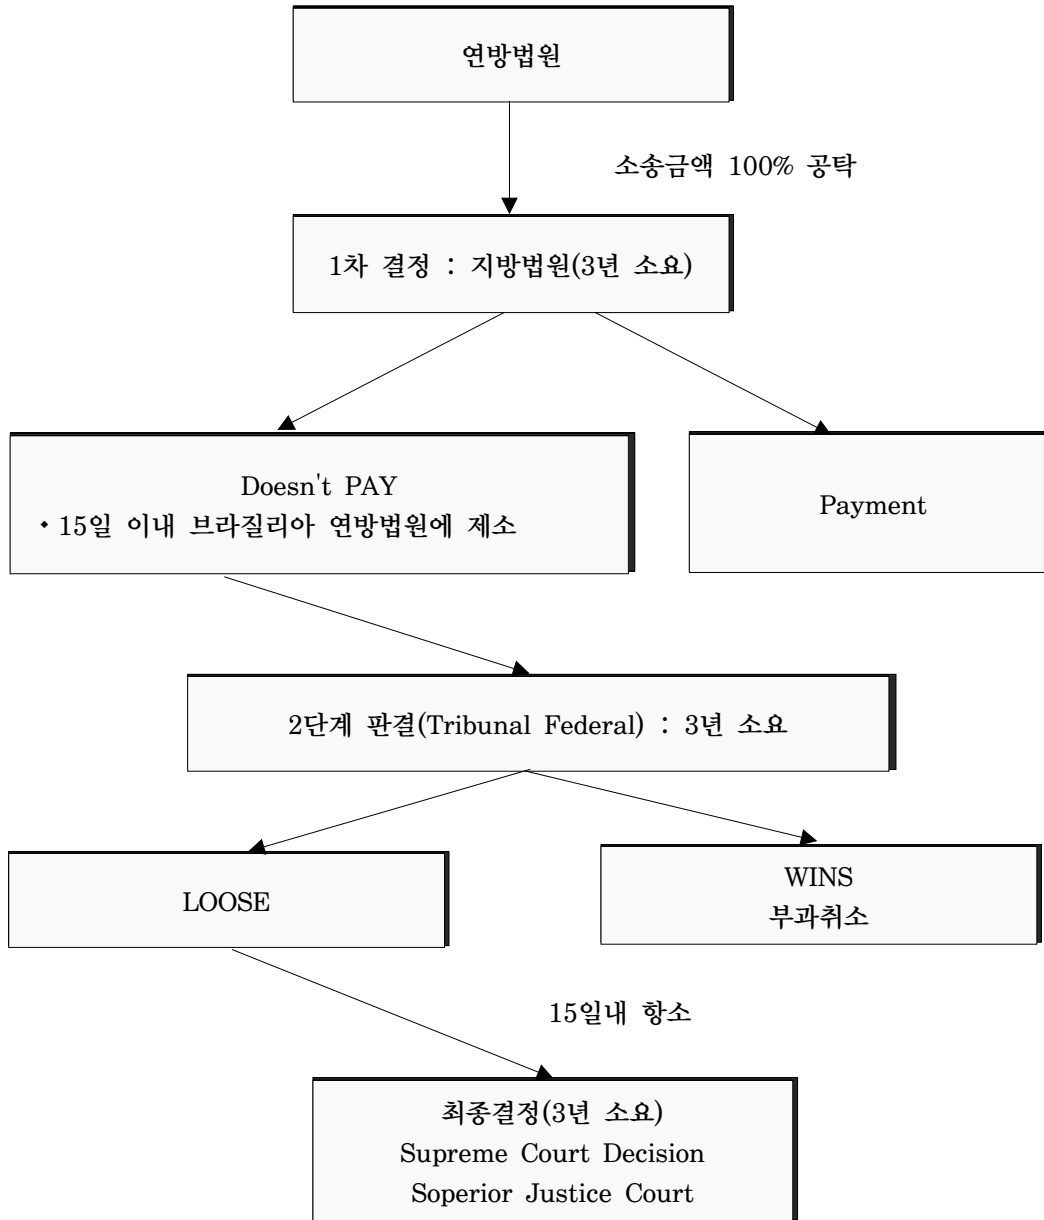 연방법원
소송금액 100% 공탁
1차 결정 : 지방법원(3년 소요)
Doesn't PAY
・15일 이내 브라질리아 연방법원에 제소
Payment
2단계 판결(Tribunal Federal) : 3년 소요
LOOSE
WINS
부과취소
15일내 항소
최종결정(3년 소요)
Supreme Court Decision
Soperior Justice Court